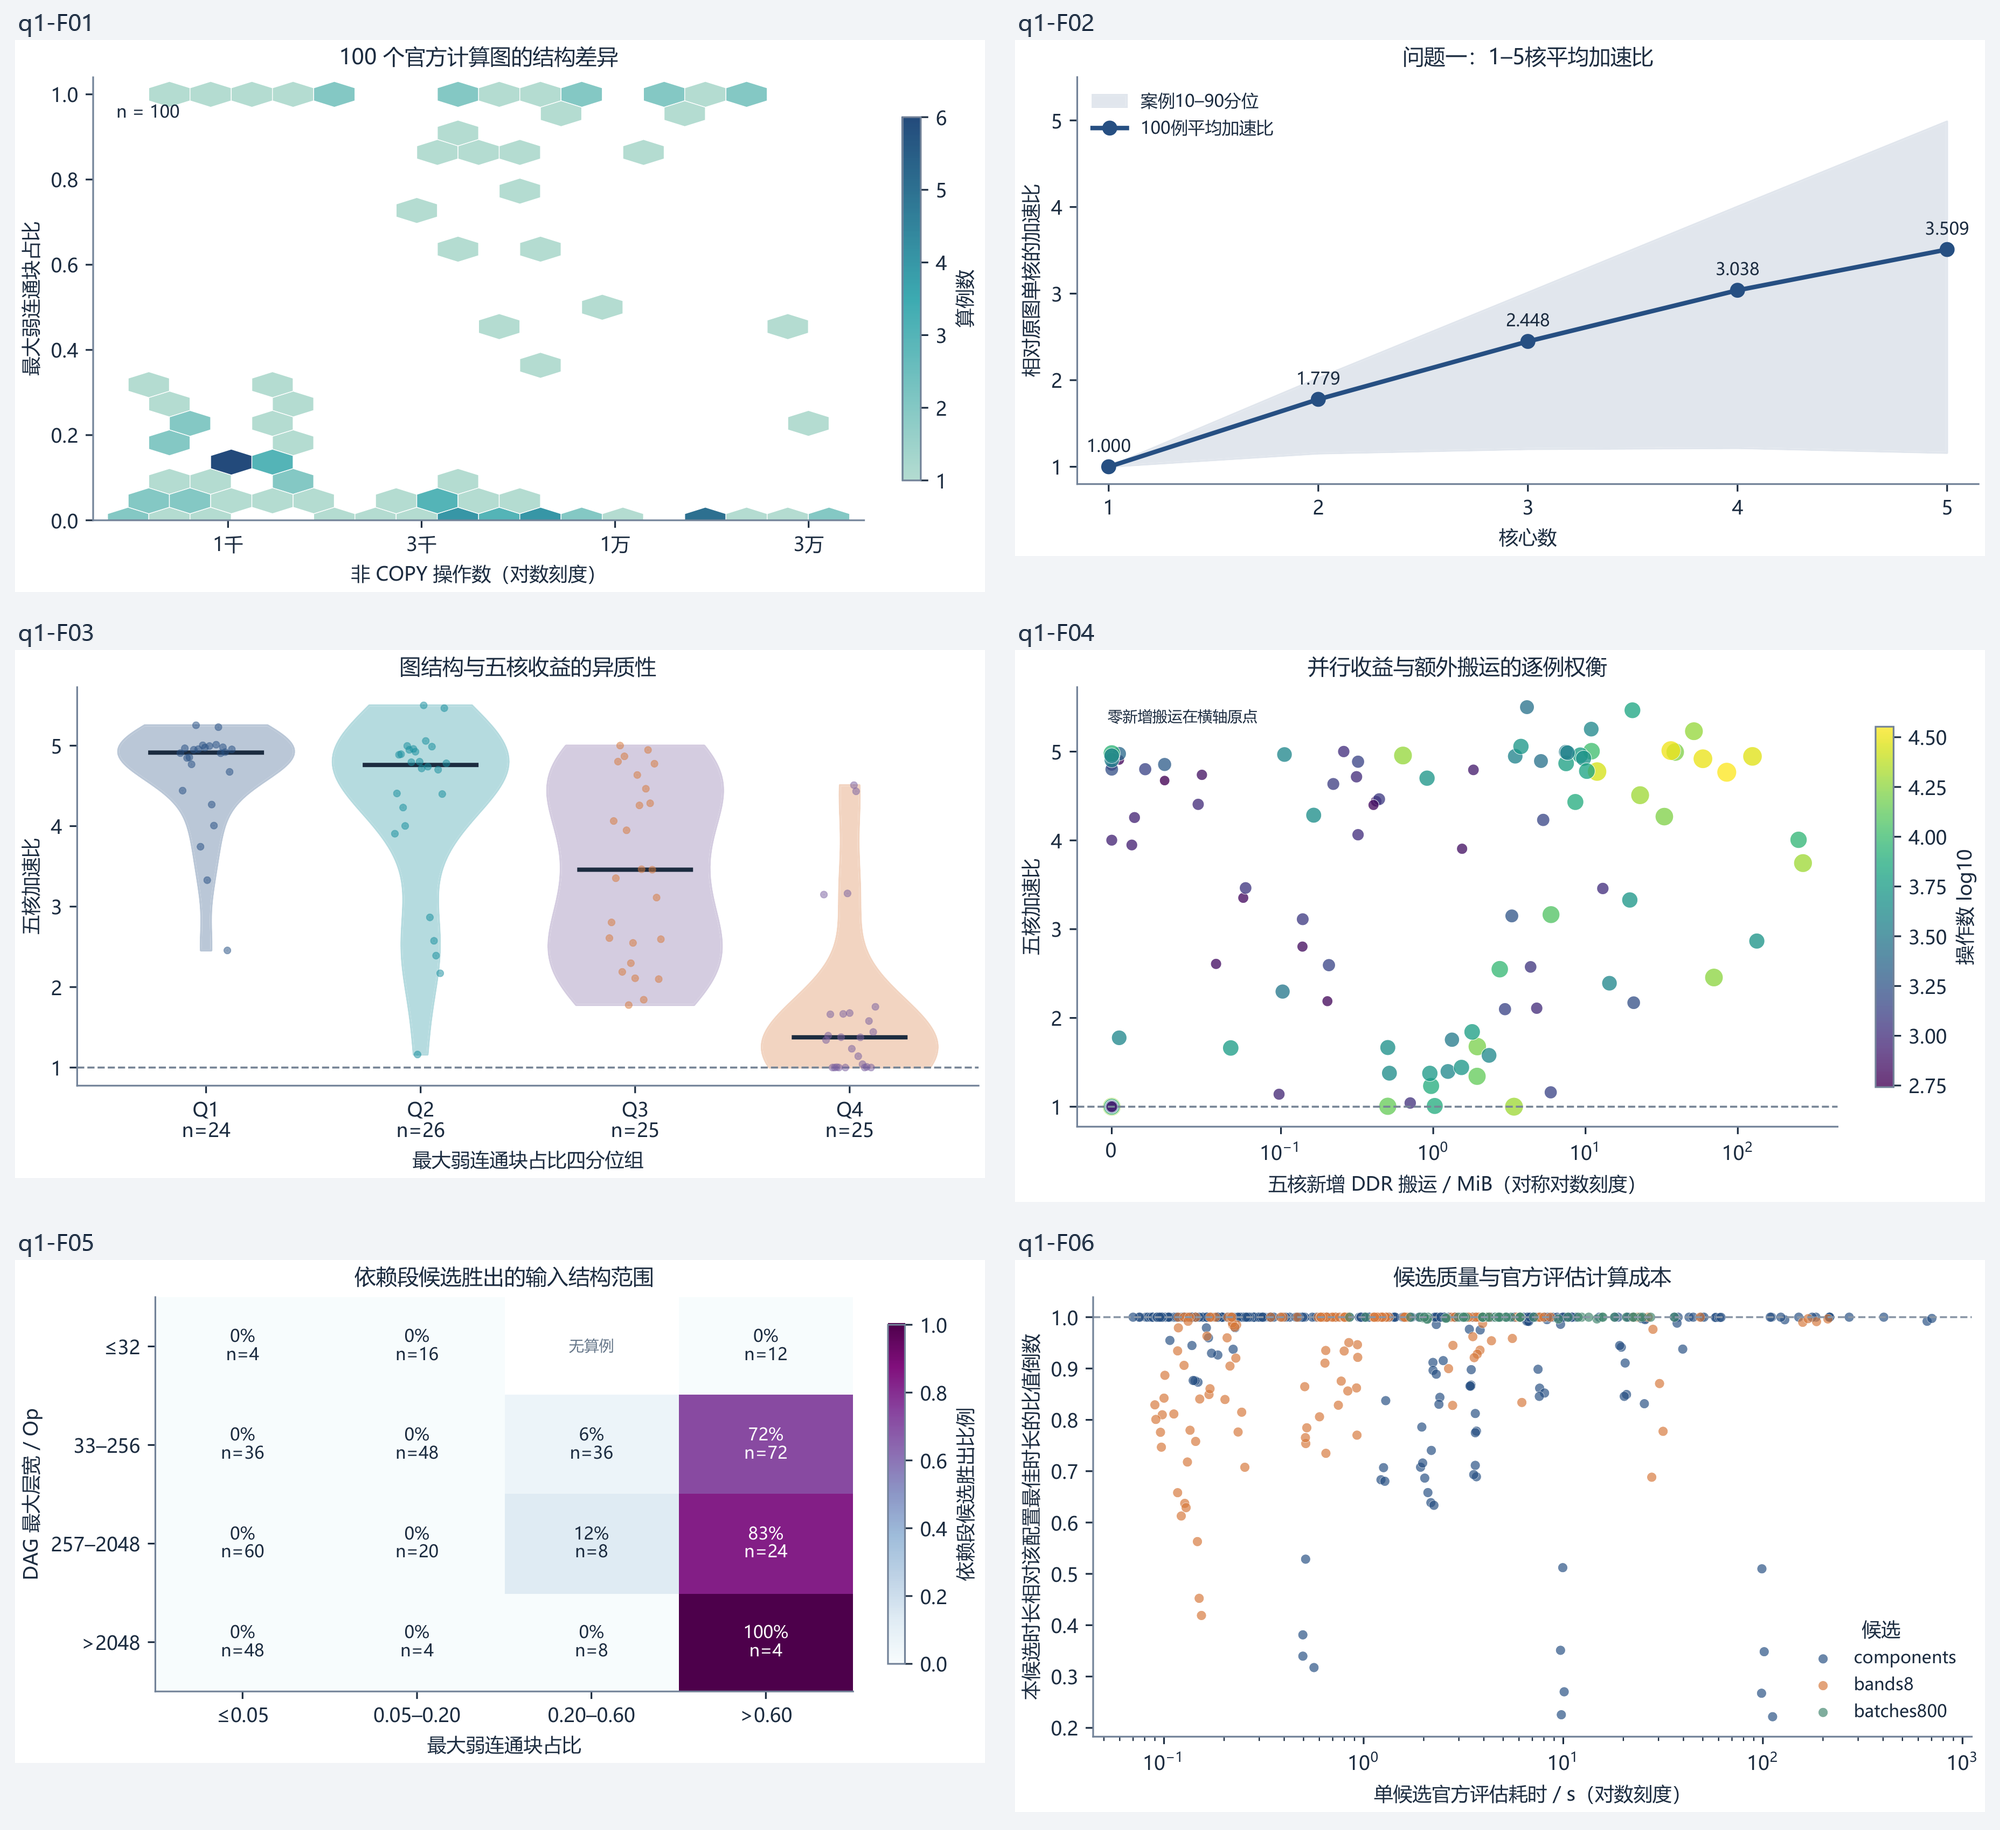 q1-F01
100 个官方计算图的结构差异
n = 100
最大弱连通块占比
1.0
0.8
0.6
0.4
0.2
0.0
1千
3千
1万
3万
非 COPY 操作数（对数刻度）
6
5
4
3
2
1
算例数
q1-F02
问题一：1–5核平均加速比
案例10–90分位
100例平均加速比
相对原图单核的加速比
5
4
3
2
1
1.000
1.779
2.448
3.038
3.509
1
2
3
4
5
核心数
q1-F03
图结构与五核收益的异质性
五核加速比
5
4
3
2
1
Q1
n=24
Q2
n=26
Q3
n=25
Q4
n=25
最大弱连通块占比四分位组
q1-F04
并行收益与额外搬运的逐例权衡
零新增搬运在横轴原点
五核加速比
5
4
3
2
1
0
10⁻¹
10⁰
10¹
10²
五核新增 DDR 搬运 / MiB（对称对数刻度）
4.50
4.25
4.00
3.75
3.50
3.25
3.00
2.75
操作数 log10
q1-F05
依赖段候选胜出的输入结构范围
DAG 最大层宽 / Op
≤32
0%
n=4
0%
n=16
无算例
0%
n=12
33–256
0%
n=36
0%
n=48
6%
n=36
72%
n=72
257–2048
0%
n=60
0%
n=20
12%
n=8
83%
n=24
>2048
0%
n=48
0%
n=4
0%
n=8
100%
n=4
≤0.05
0.05–0.20
0.20–0.60
>0.60
最大弱连通块占比
1.0
0.8
0.6
0.4
0.2
0.0
依赖段候选胜出比例
q1-F06
候选质量与官方评估计算成本
本候选时长相对该配置最佳时长的比值倒数
1.0
0.9
0.8
0.7
0.6
0.5
0.4
0.3
0.2
候选
components
bands8
batches800
10⁻¹
10⁰
10¹
10²
10³
单候选官方评估耗时 / s（对数刻度）